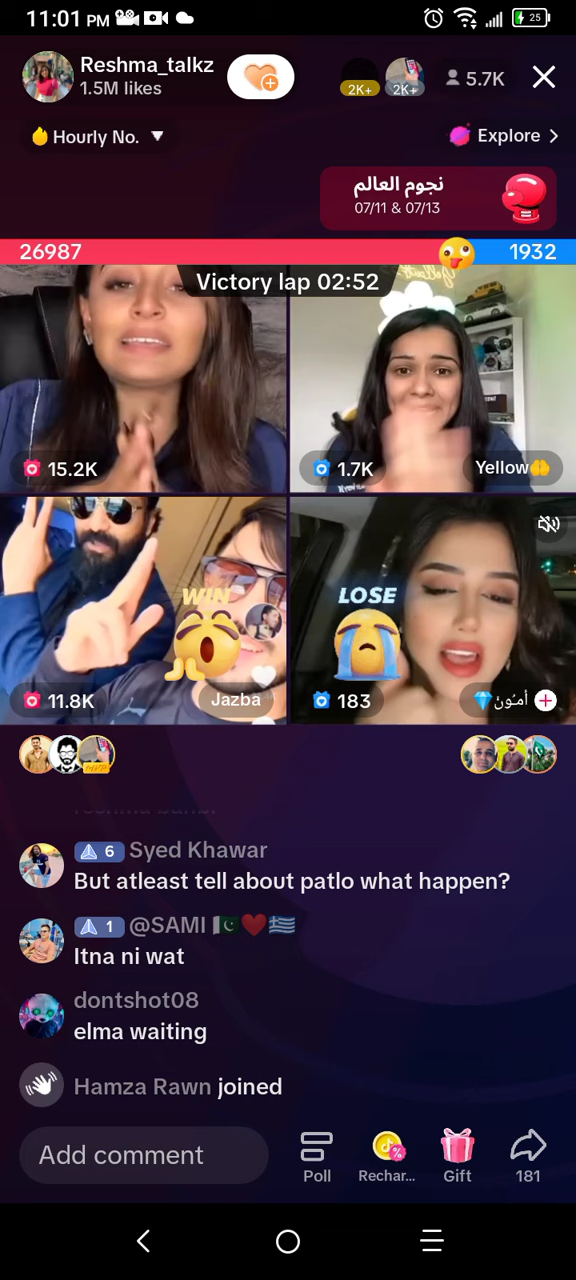 11:01 PM
25
Reshma_talkz
1.5M likes
2K+
2K+
5.7K
Hourly No.
Explore
نجوم العالم
07/11 & 07/13
26987
1932
Victory lap 02:52
15.2K
1.7K
Yellow🤲
WIN
LOSE
11.8K
Jazba
183
💎أمـُونْ
6 Syed Khawar
But atleast tell about patlo what happen?
1 @SAMI 🇵🇰❤️🇬🇷
Itna ni wat
dontshot08
elma waiting
Hamza Rawn joined
Add comment
Poll
Rechar...
Gift
181